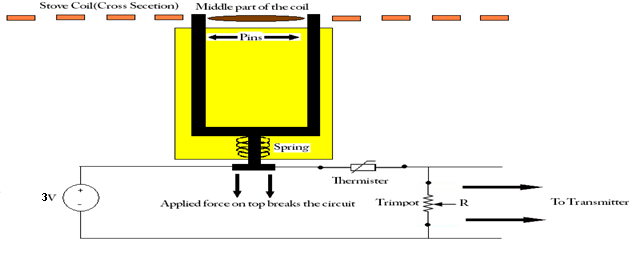 Stove Coil(Cross Secetion)
Middle part of the coil
Pins
Spring
Thermister
3V
+
-
Applied force on top breaks the circuit
Trimpot
R
To Transmitter